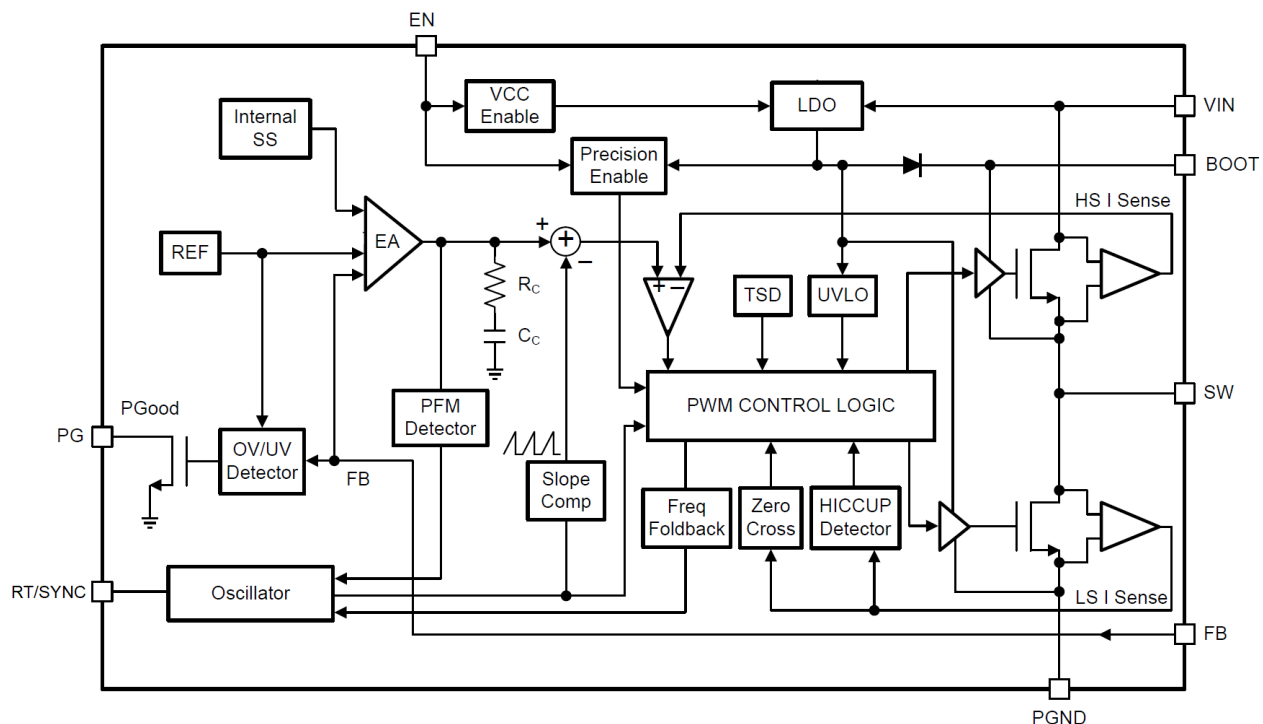 EN
VCC
Enable
LDO
VIN
Internal
SS
Precision
Enable
BOOT
HS I Sense
REF
EA
+
+
−
RC
CC
+ −
TSD
UVLO
PWM CONTROL LOGIC
SW
PGood
PG
OV/UV
Detector
FB
PFM
Detector
Slope
Comp
Freq
Foldback
Zero
Cross
HICCUP
Detector
RT/SYNC
Oscillator
LS I Sense
FB
PGND